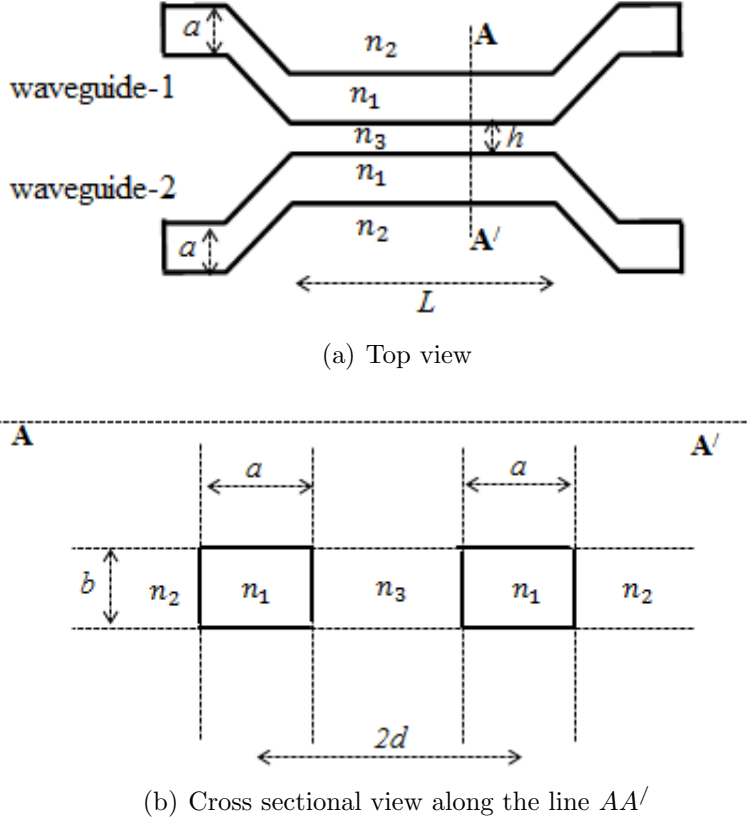 a
n₂
A
waveguide-1
n₁
n₃
h
n₁
waveguide-2
a
n₂
A/
L
(a) Top view
A
A/
a
a
b
n₂
n₁
n₃
n₁
n₂
2d
(b) Cross sectional view along the line AA/